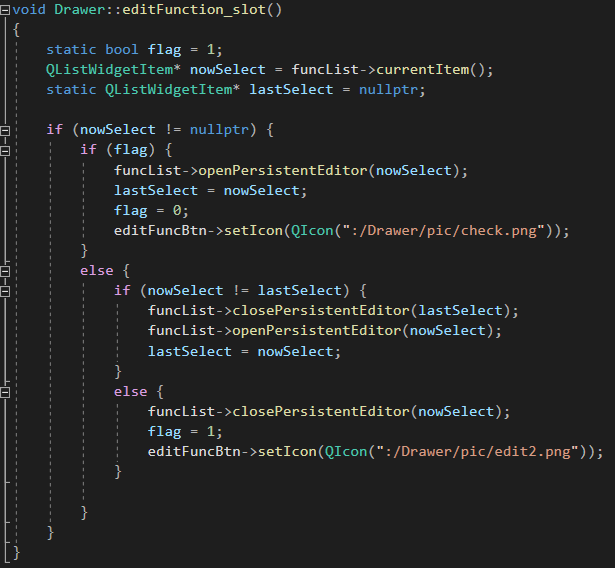 void Drawer::editFunction_slot()
{
    static bool flag = 1;
    QListWidgetItem* nowSelect = funcList->currentItem();
    static QListWidgetItem* lastSelect = nullptr;

    if (nowSelect != nullptr) {
        if (flag) {
            funcList->openPersistentEditor(nowSelect);
            lastSelect = nowSelect;
            flag = 0;
            editFuncBtn->setIcon(QIcon(":/Drawer/pic/check.png"));
        }
        else {
            if (nowSelect != lastSelect) {
                funcList->closePersistentEditor(lastSelect);
                funcList->openPersistentEditor(nowSelect);
                lastSelect = nowSelect;
            }
            else {
                funcList->closePersistentEditor(nowSelect);
                flag = 1;
                editFuncBtn->setIcon(QIcon(":/Drawer/pic/edit2.png"));
            }

        }
    }
}